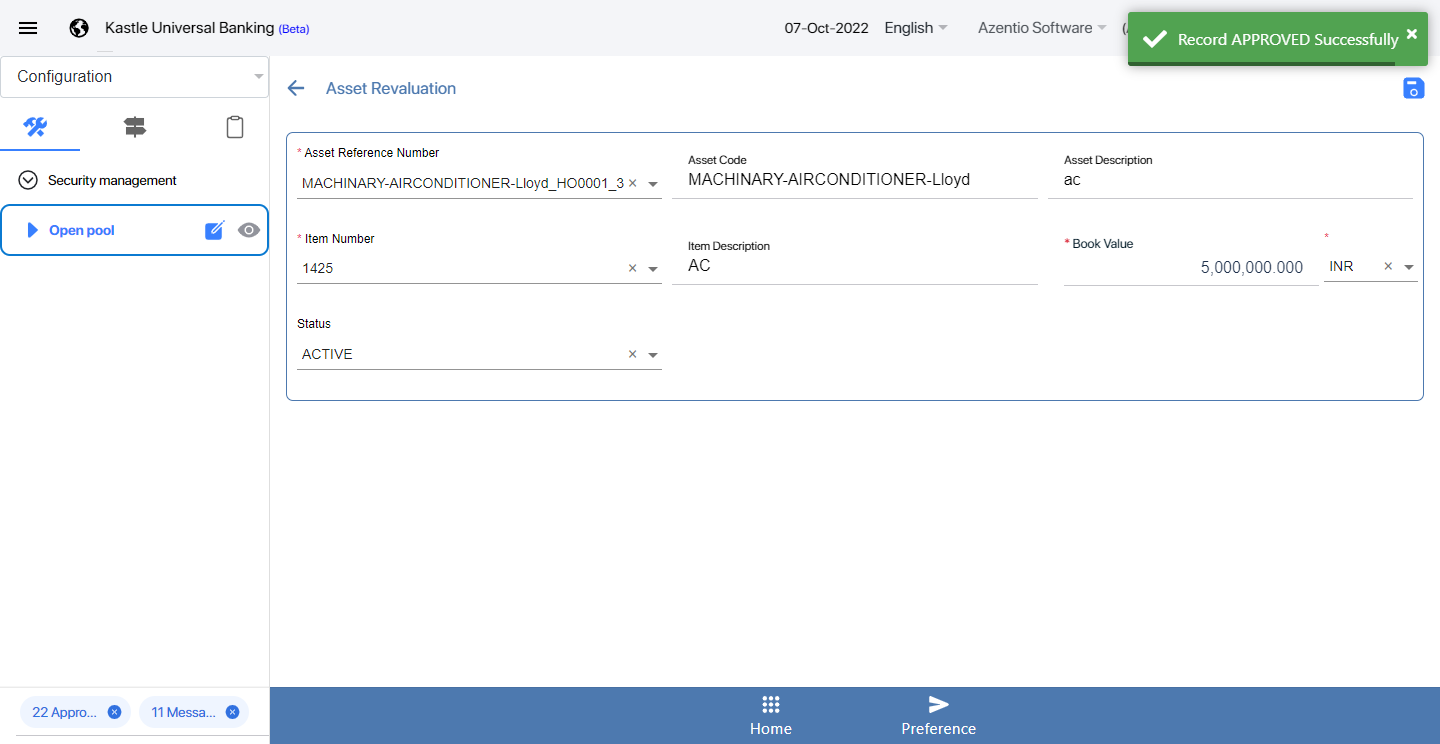 Kastle Universal Banking (Beta)
07-Oct-2022
English
Azentio Software
Record APPROVED Successfully
Configuration
Asset Revaluation
Security management
Open pool
* Asset Reference Number
MACHINARY-AIRCONDITIONER-Lloyd_HO0001_3
Asset Code
MACHINARY-AIRCONDITIONER-Lloyd
Asset Description
ac
* Item Number
1425
Item Description
AC
* Book Value
5,000,000.000
*
INR
Status
ACTIVE
22 Appro...
11 Messa...
Home
Preference